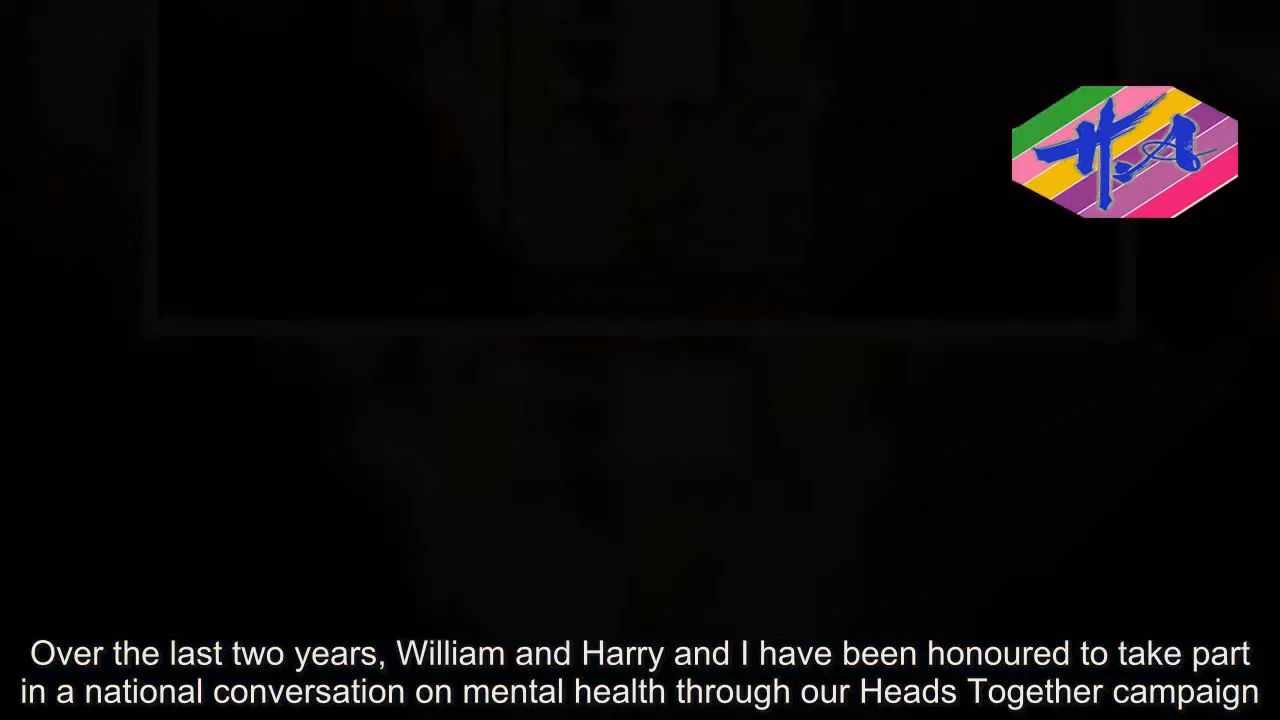 H.A
Over the last two years, William and Harry and I have been honoured to take part
in a national conversation on mental health through our Heads Together campaign